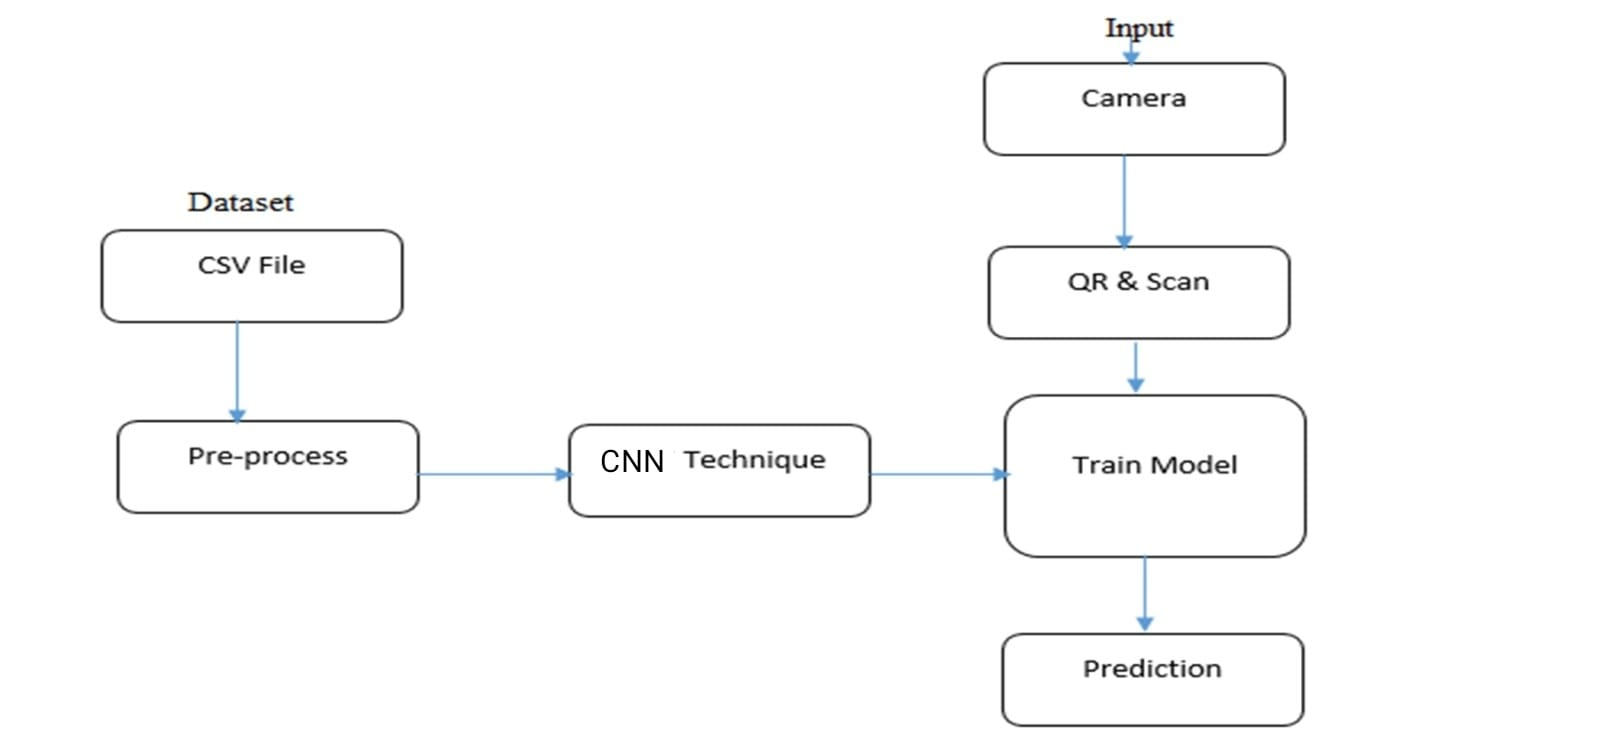 Input
Camera
Dataset
CSV File
QR & Scan
Pre-process
CNN Technique
Train Model
Prediction